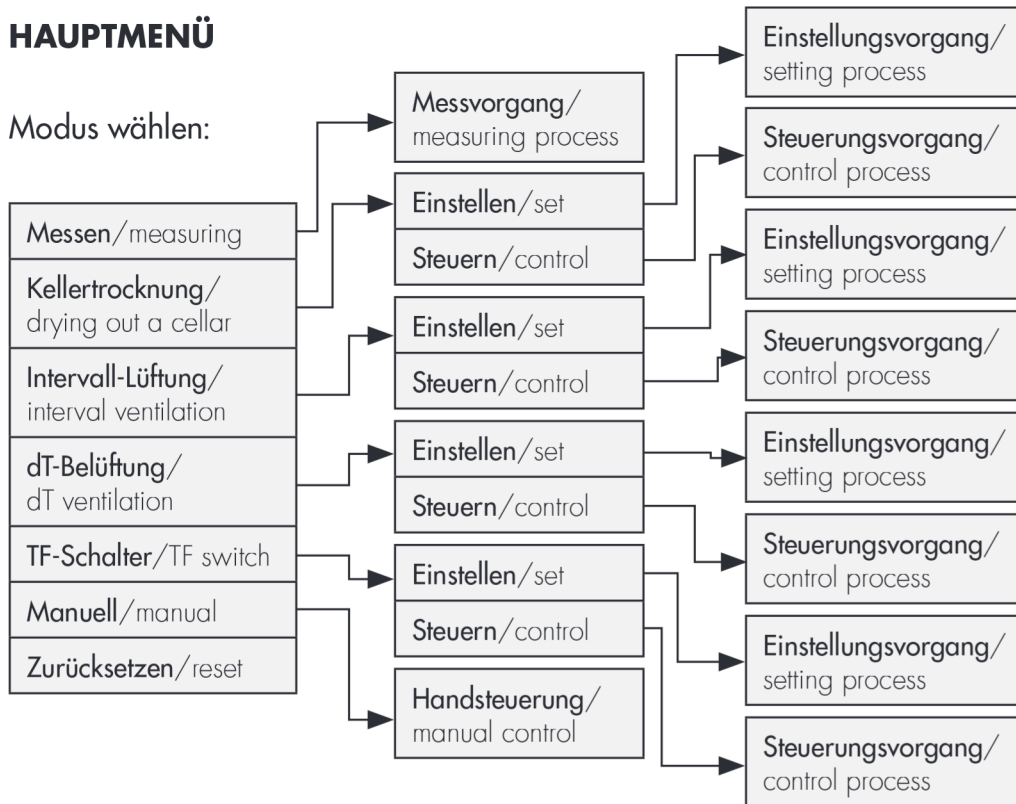 HAUPTMENÜ
Modus wählen:
Messen/measuring
Kellertrocknung/
drying out a cellar
Intervall-Lüftung/
interval ventilation
dT-Belüftung/
dT ventilation
TF-Schalter/TF switch
Manuell/manual
Zurücksetzen/reset
Messvorgang/
measuring process
Einstellen/set
Steuern/control
Einstellen/set
Steuern/control
Einstellen/set
Steuern/control
Einstellen/set
Steuern/control
Handsteuerung/
manual control
Einstellungsvorgang/
setting process
Steuerungsvorgang/
control process
Einstellungsvorgang/
setting process
Steuerungsvorgang/
control process
Einstellungsvorgang/
setting process
Steuerungsvorgang/
control process
Einstellungsvorgang/
setting process
Steuerungsvorgang/
control process